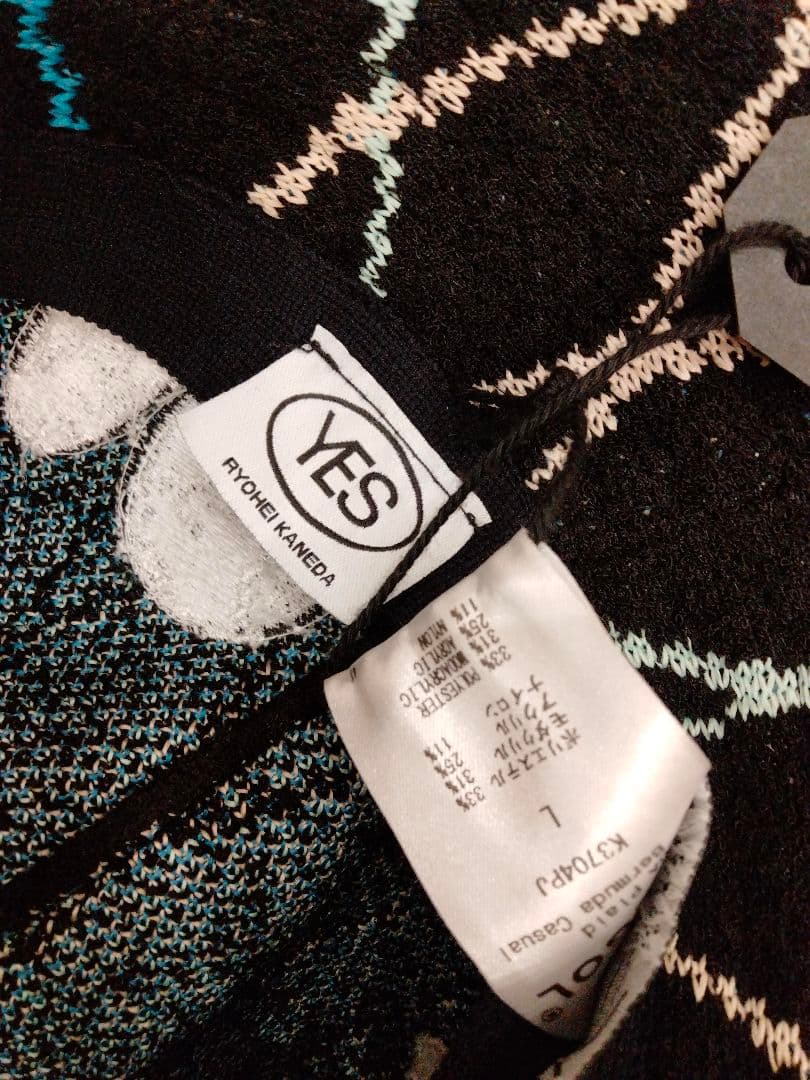 YES
RYOHEI KANEDA
Bermuda Casual
Plaid
K3704PJ
L
ポリエステル 33%
モダクリル 31%
アクリル 25%
ナイロン 11%
POLYESTER 33%
MODACRYLIC 31%
ACRYLIC 25%
NYLON 11%